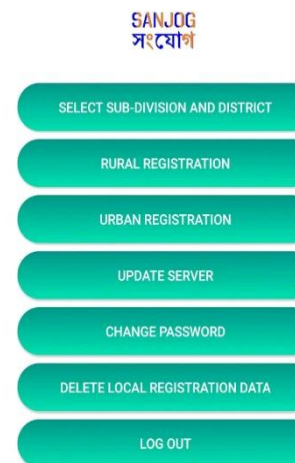 SANJOG
সংযোগ
SELECT SUB-DIVISION AND DISTRICT
RURAL REGISTRATION
URBAN REGISTRATION
UPDATE SERVER
CHANGE PASSWORD
DELETE LOCAL REGISTRATION DATA
LOG OUT